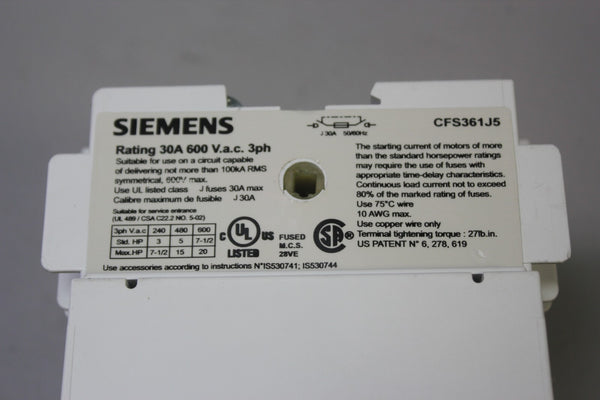 SIEMENS
Rating 30A 600 V.a.c. 3ph
Suitable for use on a circuit capable
of delivering not more than 100kA RMS
symmetrical, 600V max.
Use UL listed class J fuses 30A max
Calibre maximum de fusible J 30A
Suitable for service entrance
(UL 489 / CSA C22.2 NO. 5-02)
3ph V.a.c 240 480 600
Std. HP 3 5 7-1/2
Max. HP 7-1/2 15 20
Use accessories according to instructions N°IS530741; IS530744
J 30A 50/60Hz
C UL US
LISTED
FUSED
M.C.S.
28VE
SA
CFS361J5
The starting current of motors of more
than the standard horsepower ratings
may require the use of fuses with
appropriate time-delay characteristics.
Continuous load current not to exceed
80% of the marked rating of fuses.
Use 75°C wire
10 AWG max.
Use copper wire only
Terminal tightening torque : 27lb.in.
US PATENT N° 6, 278, 619